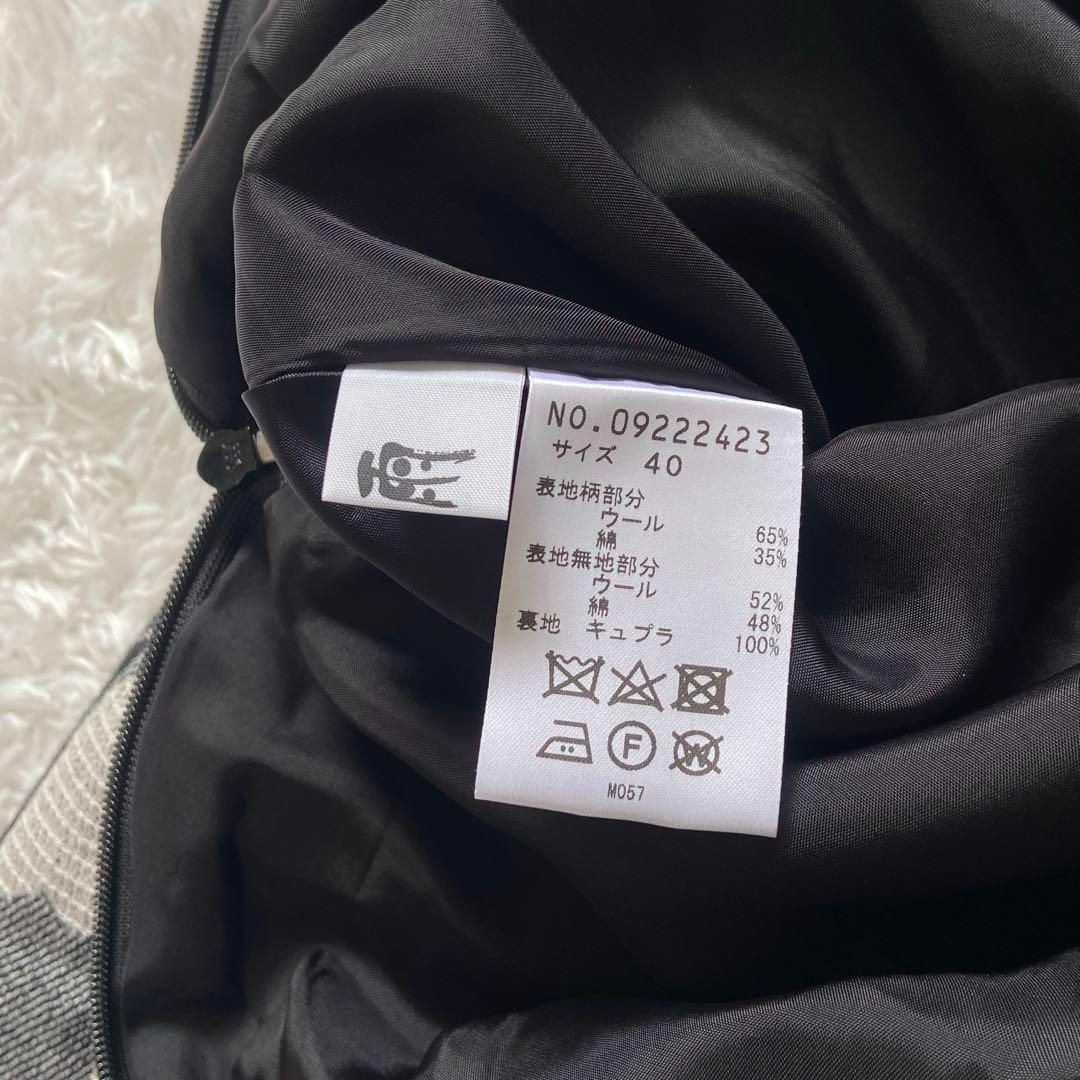 NO.09222423
サイズ 40
表地柄部分
ウール 65%
綿 35%
表地無地部分
ウール 52%
綿 48%
裏地 キュプラ 100%
F
W
M057